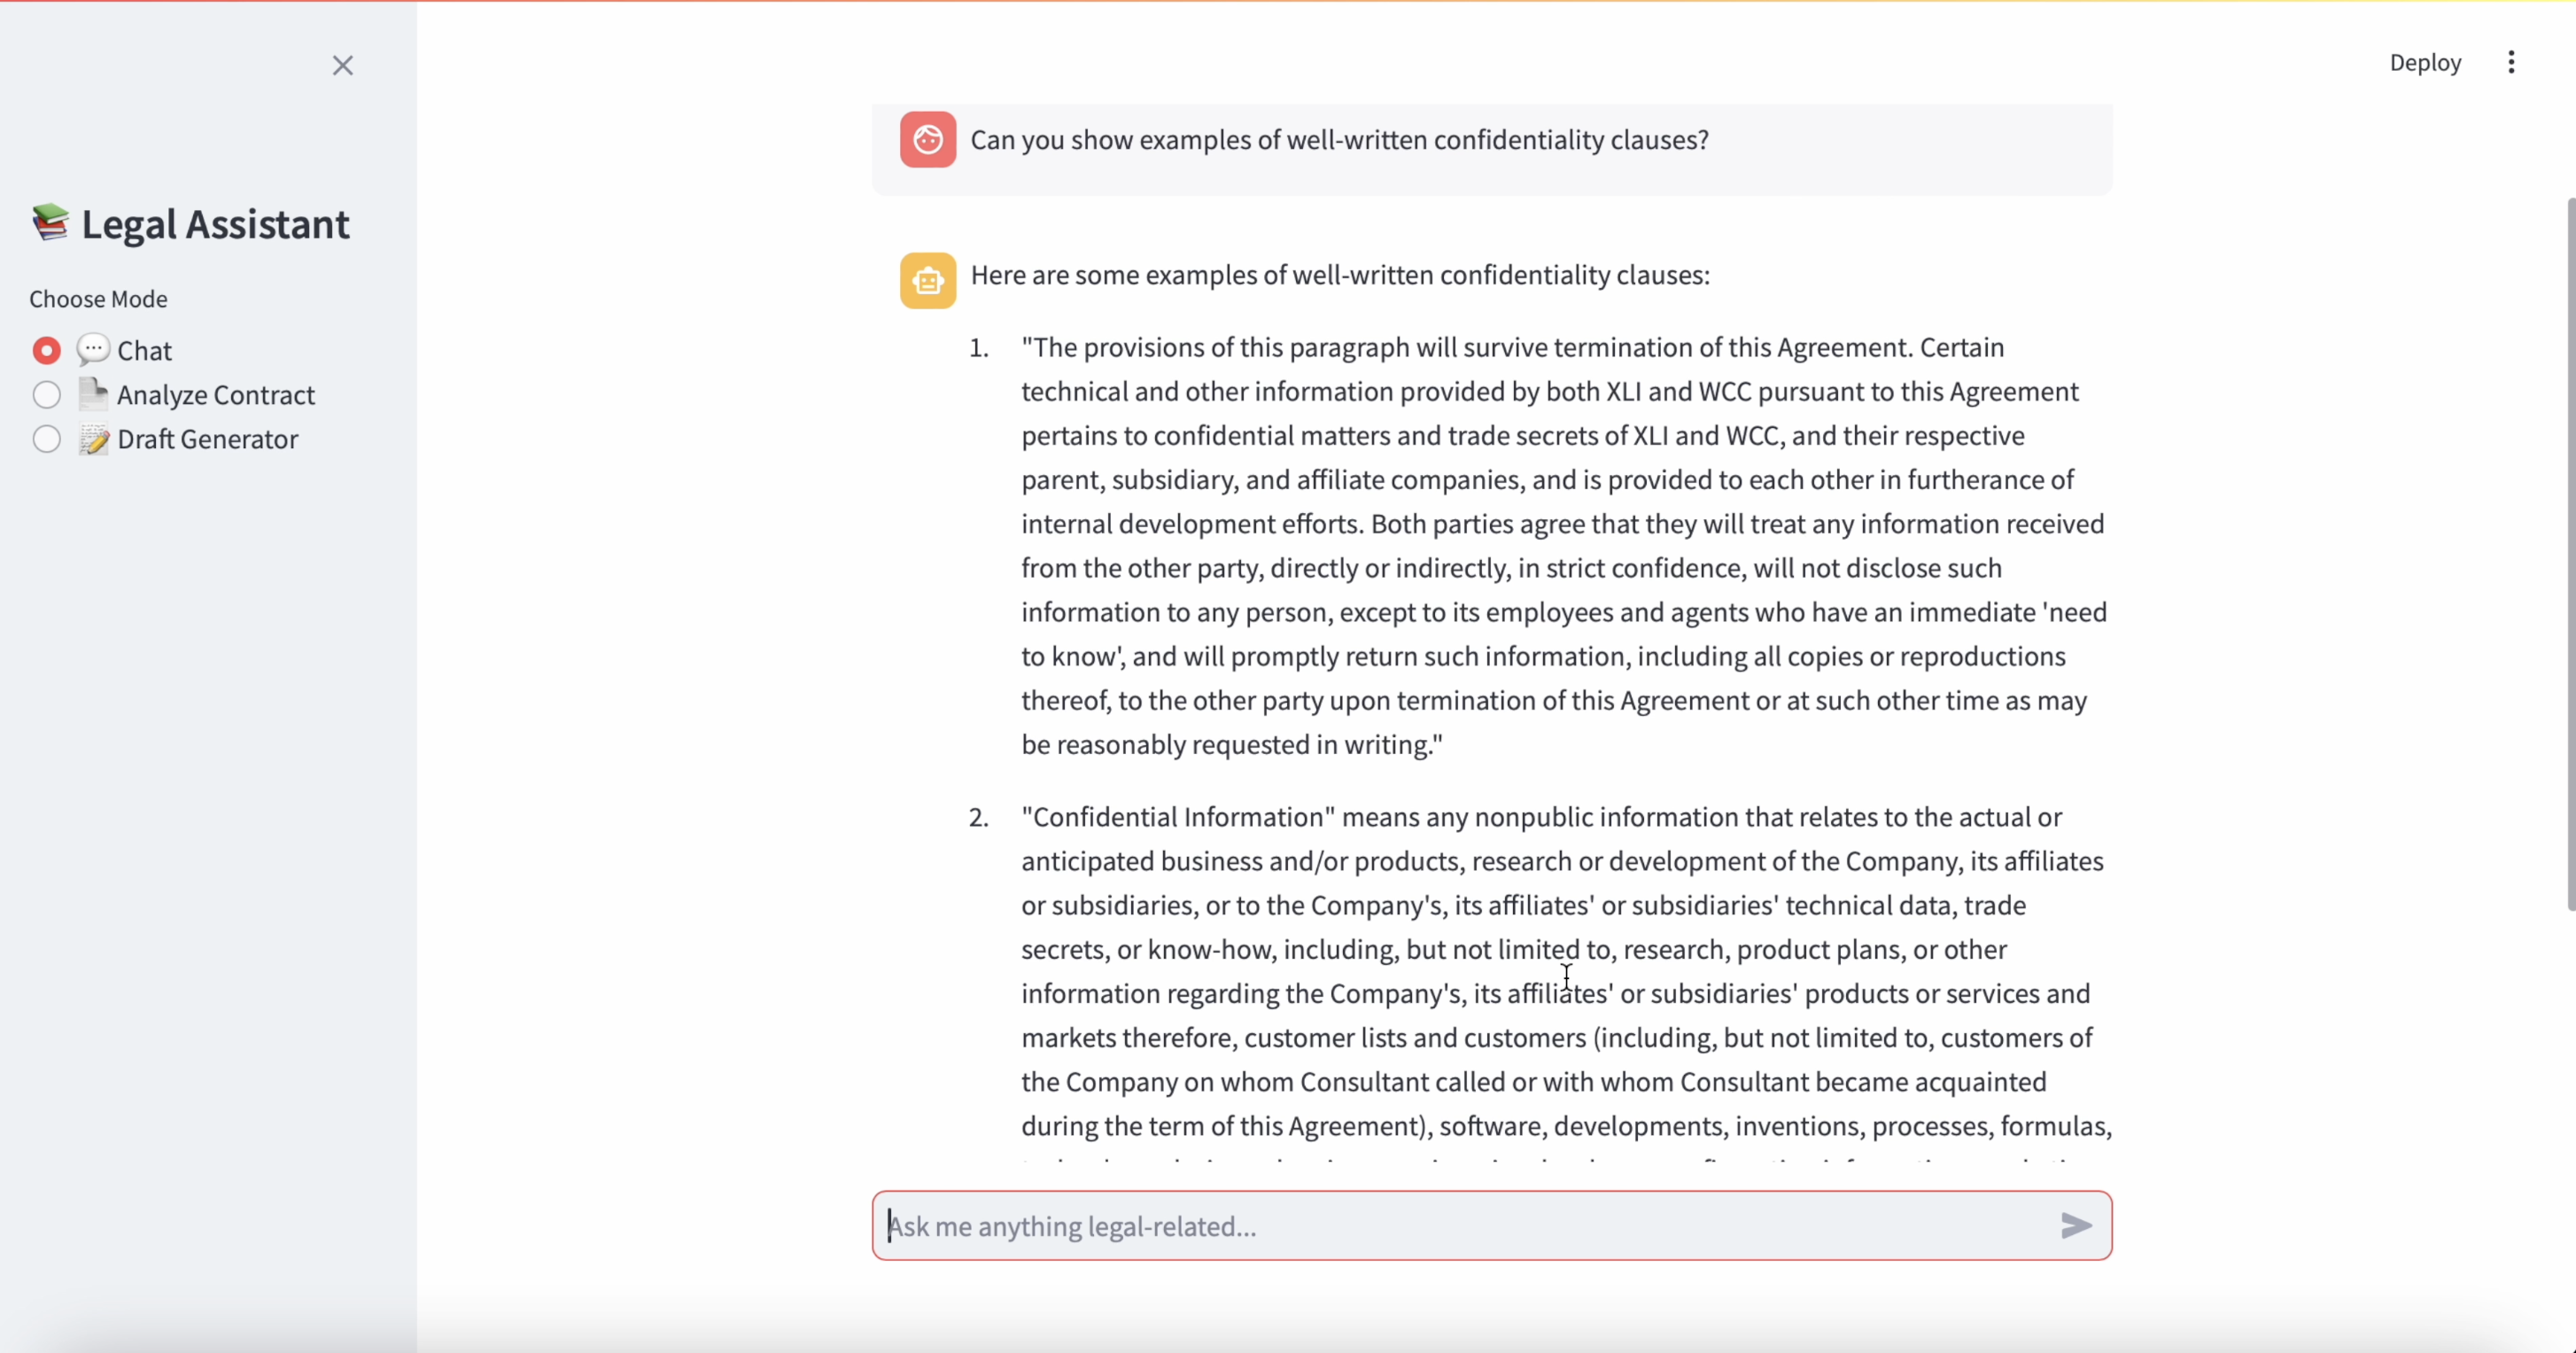 Deploy
Legal Assistant
Choose Mode
Chat
Analyze Contract
Draft Generator
Can you show examples of well-written confidentiality clauses?
Here are some examples of well-written confidentiality clauses:
1. "The provisions of this paragraph will survive termination of this Agreement. Certain
technical and other information provided by both XLI and WCC pursuant to this Agreement
pertains to confidential matters and trade secrets of XLI and WCC, and their respective
parent, subsidiary, and affiliate companies, and is provided to each other in furtherance of
internal development efforts. Both parties agree that they will treat any information received
from the other party, directly or indirectly, in strict confidence, will not disclose such
information to any person, except to its employees and agents who have an immediate 'need
to know', and will promptly return such information, including all copies or reproductions
thereof, to the other party upon termination of this Agreement or at such other time as may
be reasonably requested in writing."
2. "Confidential Information" means any nonpublic information that relates to the actual or
anticipated business and/or products, research or development of the Company, its affiliates
or subsidiaries, or to the Company's, its affiliates' or subsidiaries' technical data, trade
secrets, or know-how, including, but not limited to, research, product plans, or other
information regarding the Company's, its affiliates' or subsidiaries' products or services and
markets therefore, customer lists and customers (including, but not limited to, customers of
the Company on whom Consultant called or with whom Consultant became acquainted
during the term of this Agreement), software, developments, inventions, processes, formulas,
Ask me anything legal-related...